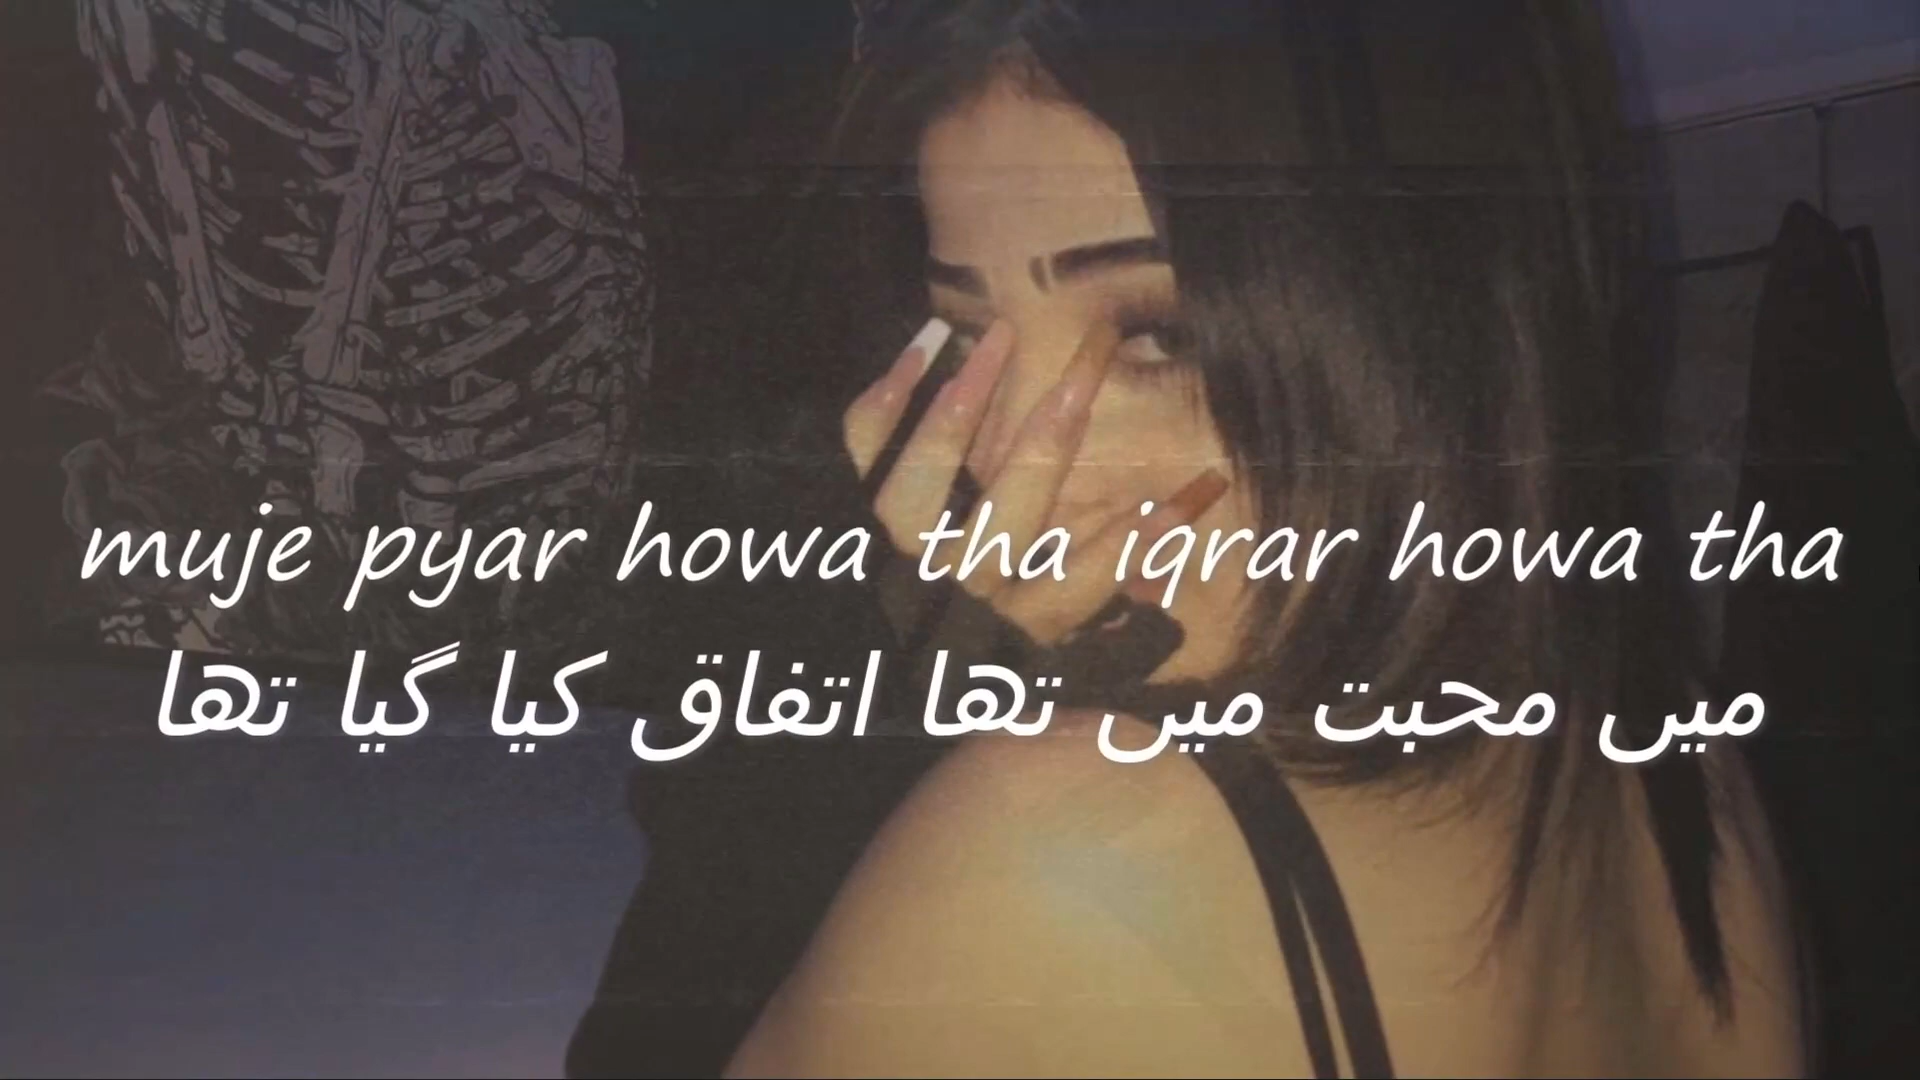 muje pyar howa tha iqrar howa tha
میں محبت میں تھا اتفاق کیا گیا تھا